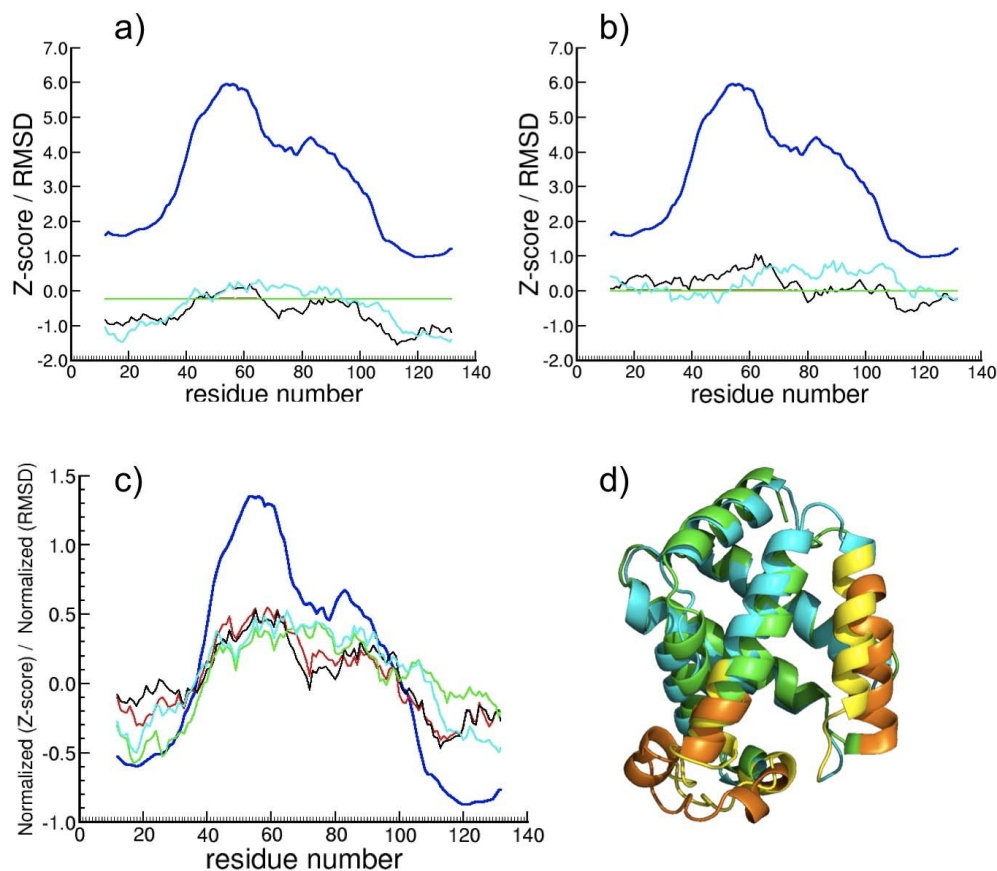 a)
Z-score / RMSD
7.0
6.0
5.0
4.0
3.0
2.0
1.0
0.0
-1.0
-2.0
0 20 40 60 80 100 120 140
residue number
b)
Z-score / RMSD
7.0
6.0
5.0
4.0
3.0
2.0
1.0
0.0
-1.0
-2.0
0 20 40 60 80 100 120 140
residue number
c)
Normalized (Z-score) / Normalized (RMSD)
1.5
1.0
0.5
0.0
-0.5
-1.0
0 20 40 60 80 100 120 140
residue number
d)